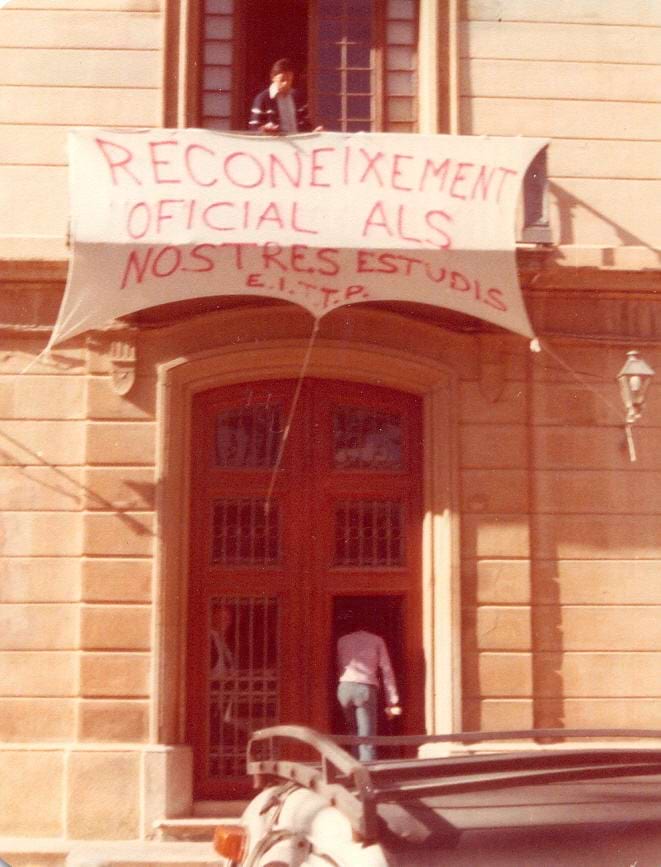 RECONEIXEMENT
OFICIAL ALS
NOSTRES ESTUDIS
E.I.T.T.P.